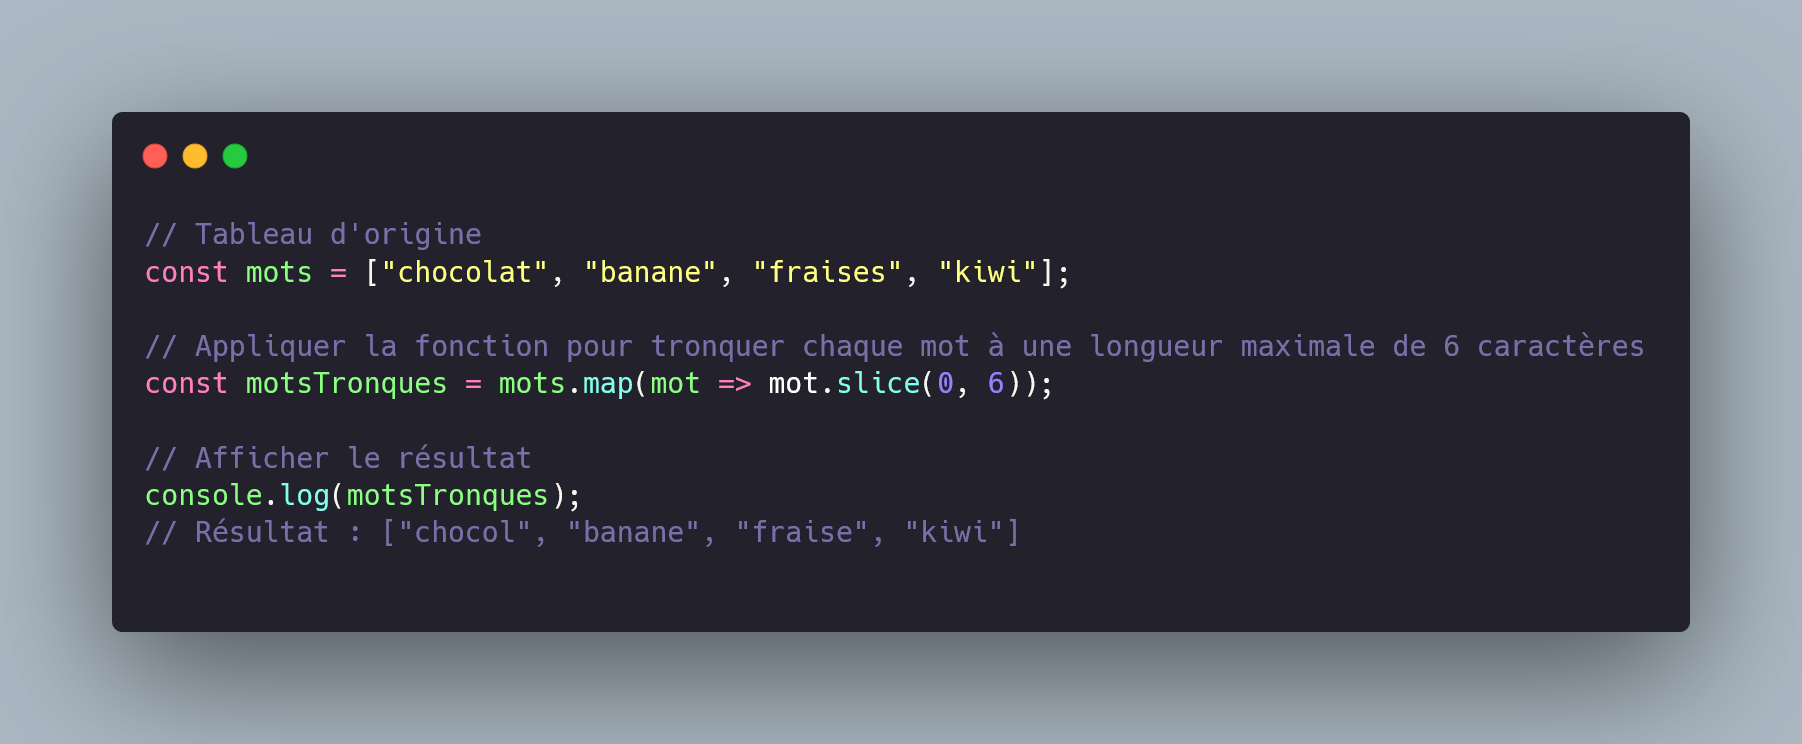 // Tableau d'origine
const mots = ["chocolat", "banane", "fraises", "kiwi"];
// Appliquer la fonction pour tronquer chaque mot à une longueur maximale de 6 caractères
const motsTronques = mots.map(mot => mot.slice(0, 6));
// Afficher le résultat
console.log(motsTronques);
// Résultat : ["chocol", "banane", "fraise", "kiwi"]